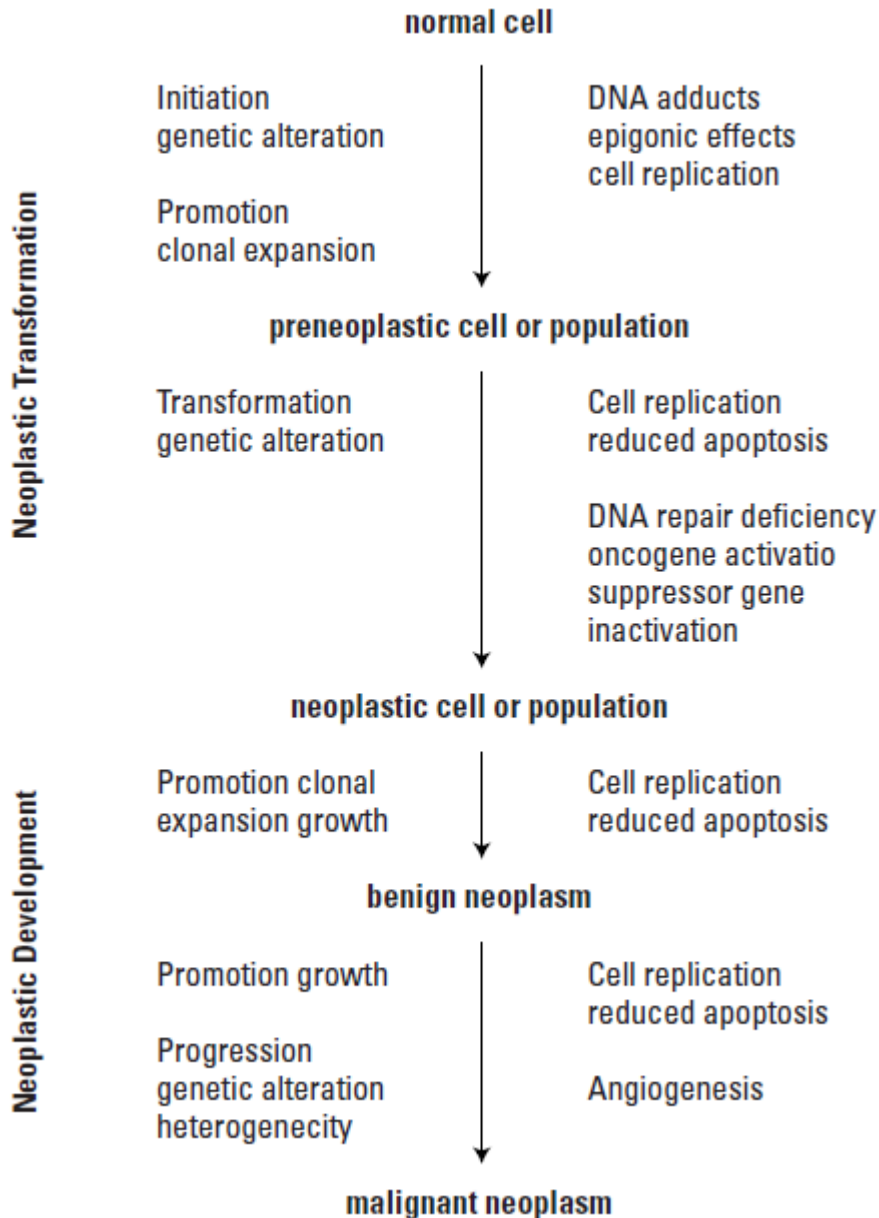 normal cell
Initiation
genetic alteration
Promotion
clonal expansion
DNA adducts
epigonic effects
cell replication
Neoplastic Transformation
preneoplastic cell or population
Transformation
genetic alteration
Cell replication
reduced apoptosis
DNA repair deficiency
oncogene activatio
suppressor gene
inactivation
neoplastic cell or population
Neoplastic Development
Promotion clonal
expansion growth
Cell replication
reduced apoptosis
benign neoplasm
Promotion growth
Progression
genetic alteration
heterogenecity
Cell replication
reduced apoptosis
Angiogenesis
malignant neoplasm